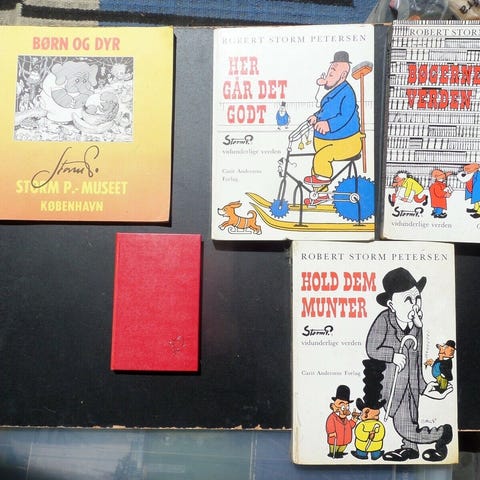 BØRN OG DYR
Storm P.
STORM P.-MUSEET
KØBENHAVN
ROBERT STORM PETERSEN
HER
GÅR DET
GODT
Storm P.
vidunderlige verden
Carit Andersens
Forlag
ROBERT STORM PETERSEN
BØGERNES
VERDEN
Storm P.
vidunderlige verden
ROBERT STORM PETERSEN
HOLD DEM
MUNTER
Storm P.
vidunderlige verden
Carit Andersens Forlag